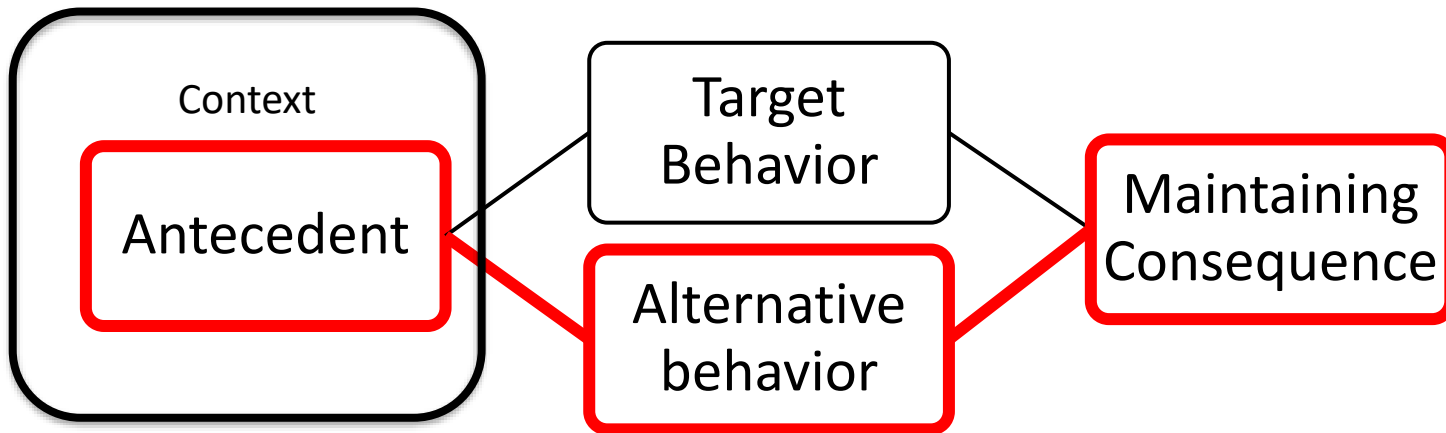 Context
Antecedent
Target
Behavior
Alternative
behavior
Maintaining
Consequence